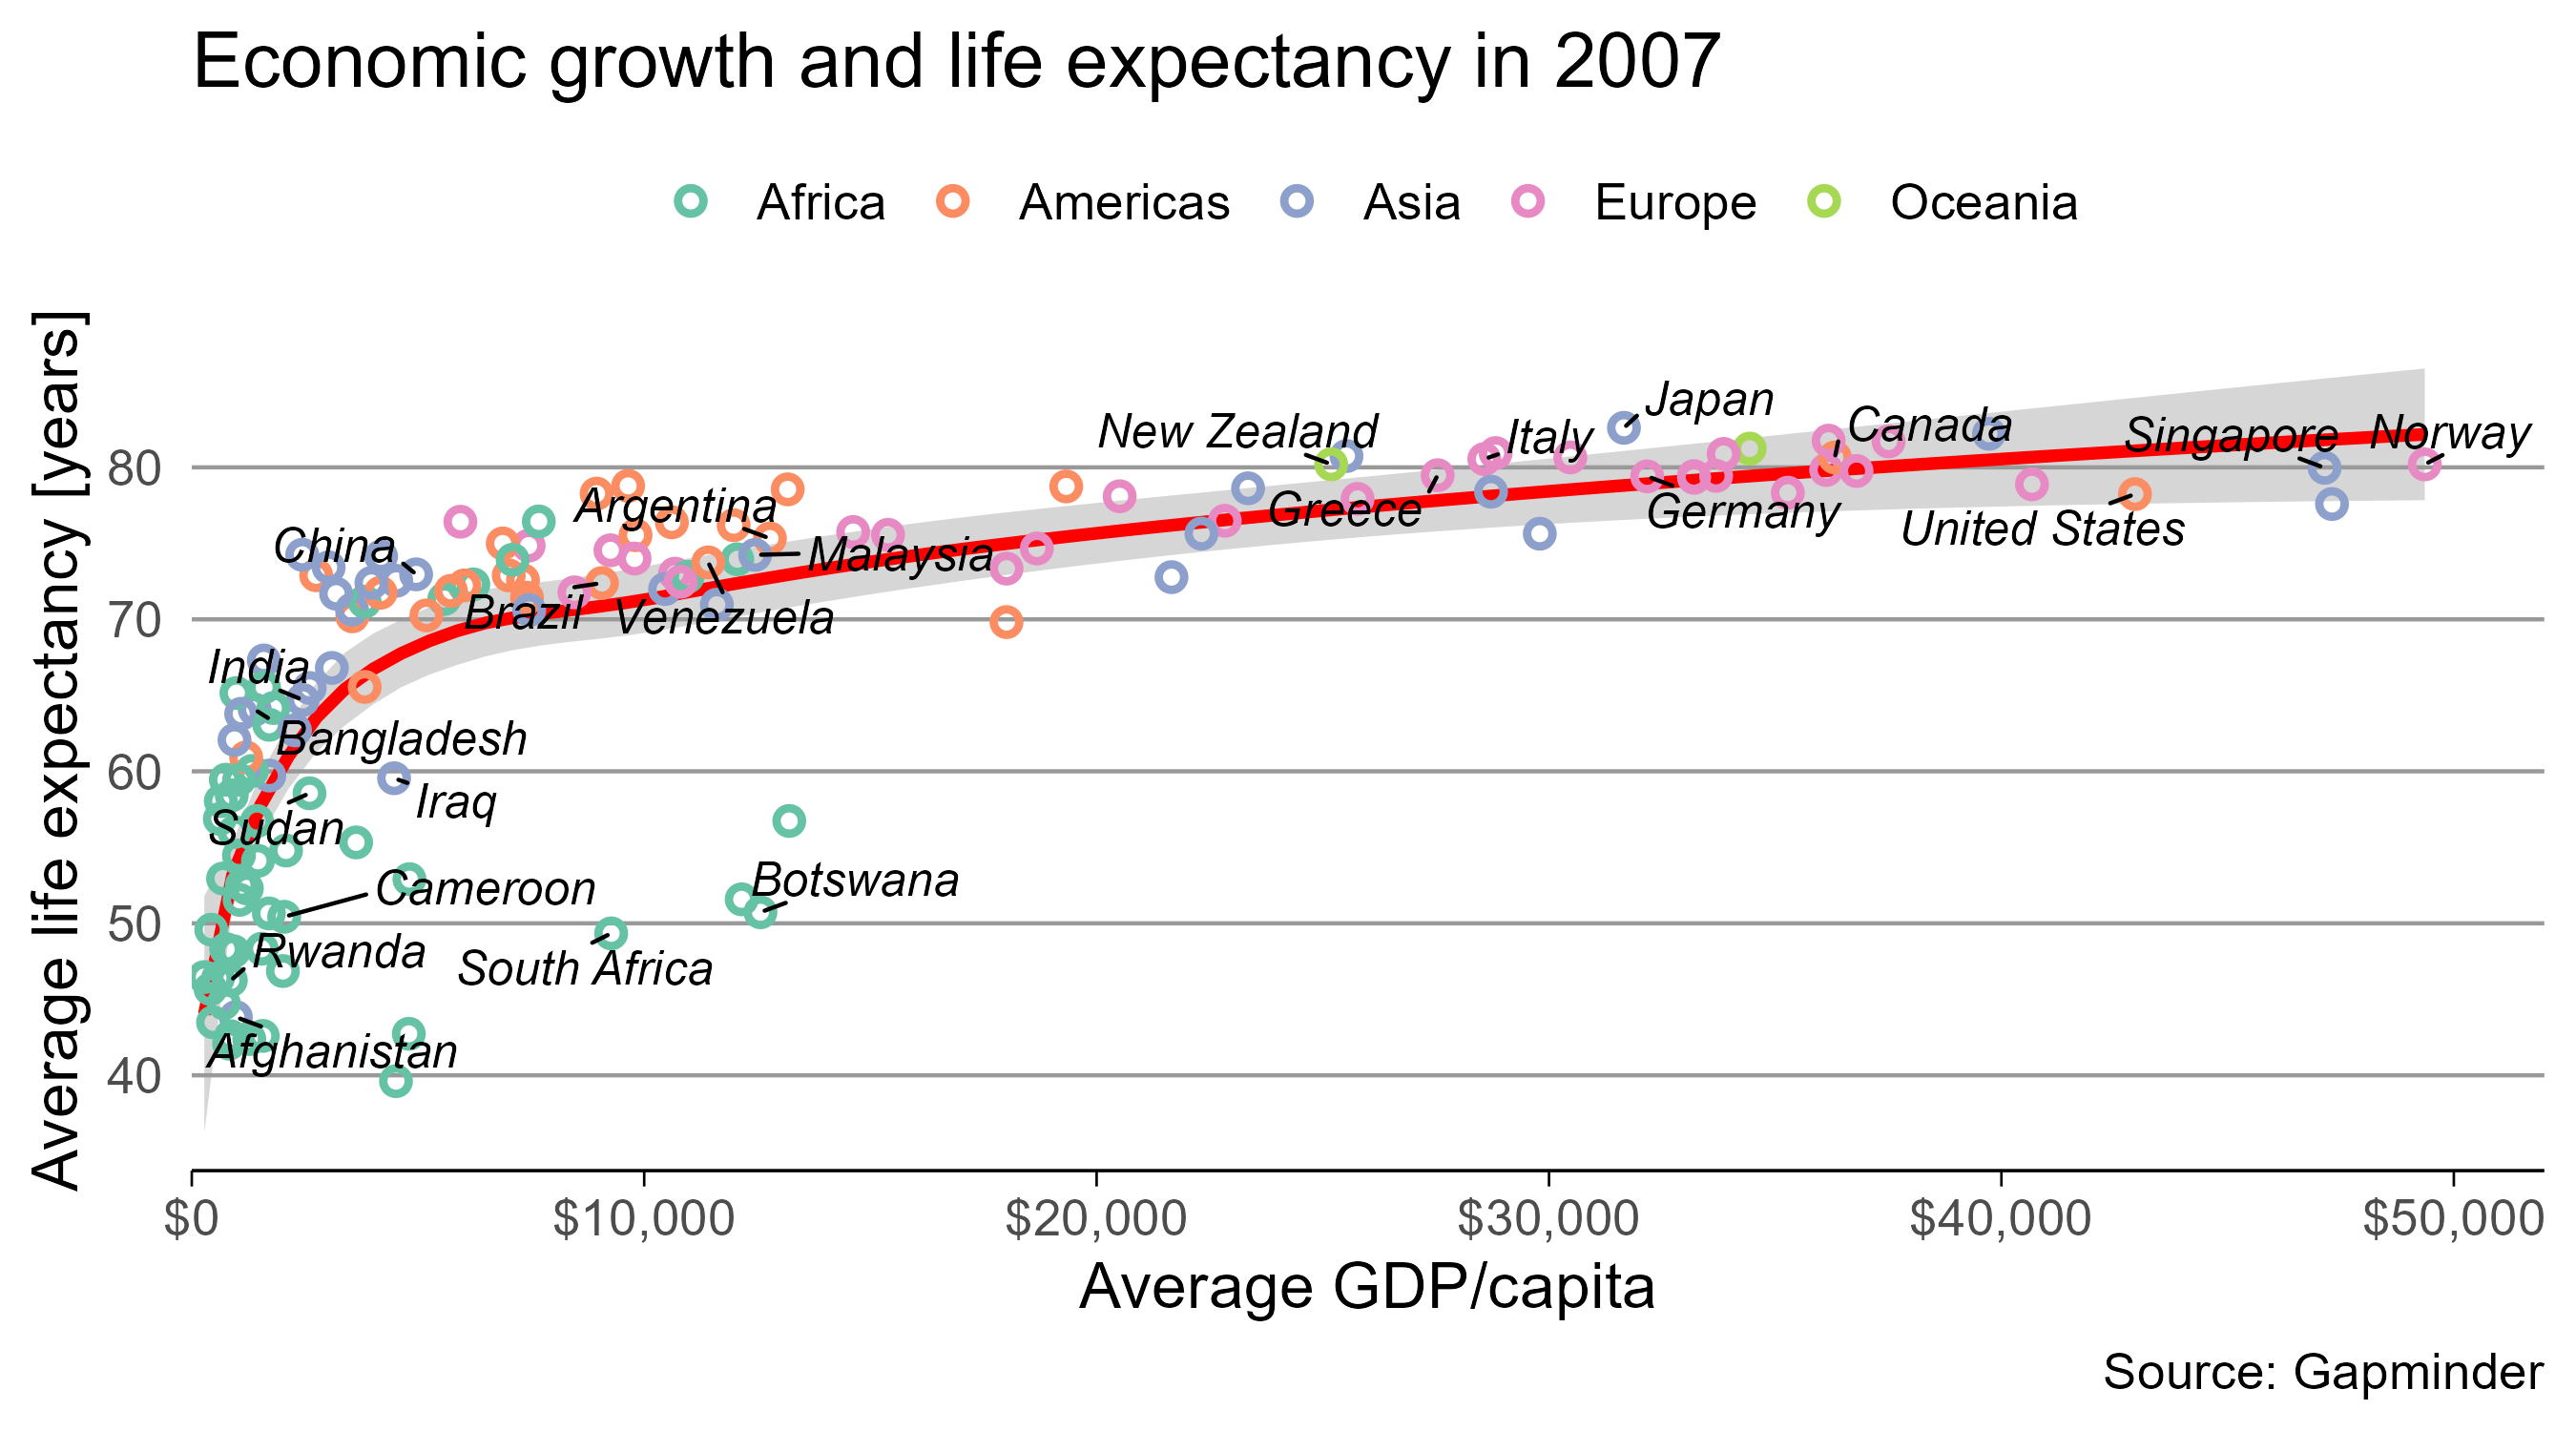 Economic growth and life expectancy in 2007
Africa Americas Asia Europe Oceania
Average life expectancy [years]
80
70
60
50
40
Japan
New Zealand
Italy
Canada
Singapore
Norway
Argentina
Greece
Germany
United States
China
Malaysia
Brazil
Venezuela
India
Bangladesh
Iraq
Sudan
Cameroon
Botswana
Rwanda
South Africa
Afghanistan
$0 $10,000 $20,000 $30,000 $40,000 $50,000
Average GDP/capita
Source: Gapminder